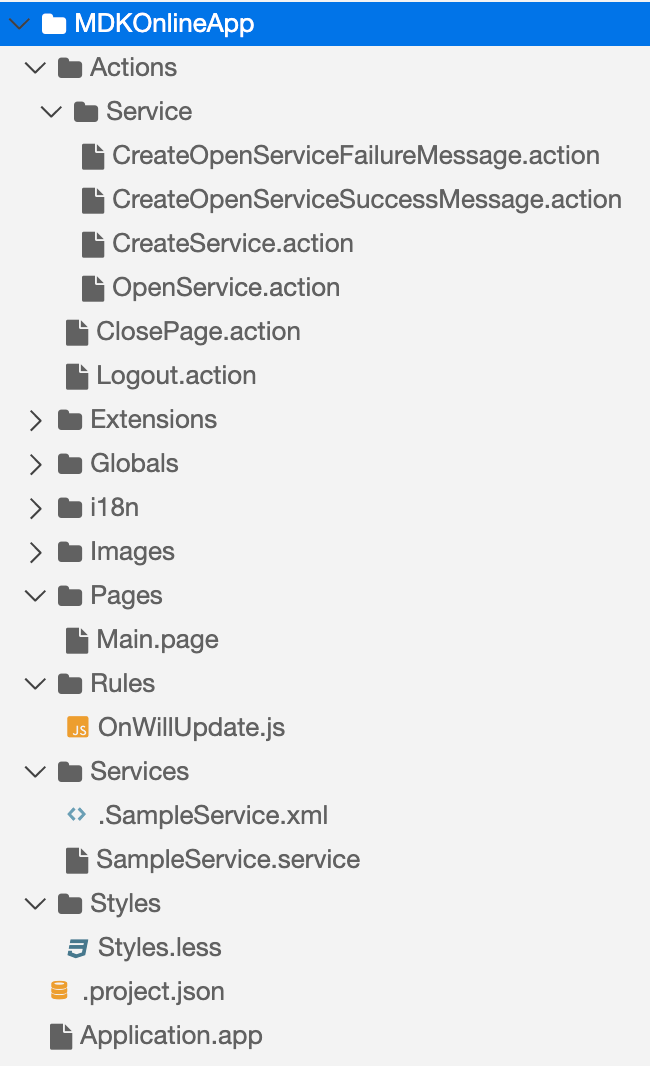 MDKOnlineApp
Actions
Service
CreateOpenServiceFailureMessage.action
CreateOpenServiceSuccessMessage.action
CreateService.action
OpenService.action
ClosePage.action
Logout.action
Extensions
Globals
i18n
Images
Pages
Main.page
Rules
JS OnWillUpdate.js
Services
.SampleService.xml
SampleService.service
Styles
Styles.less
.project.json
Application.app